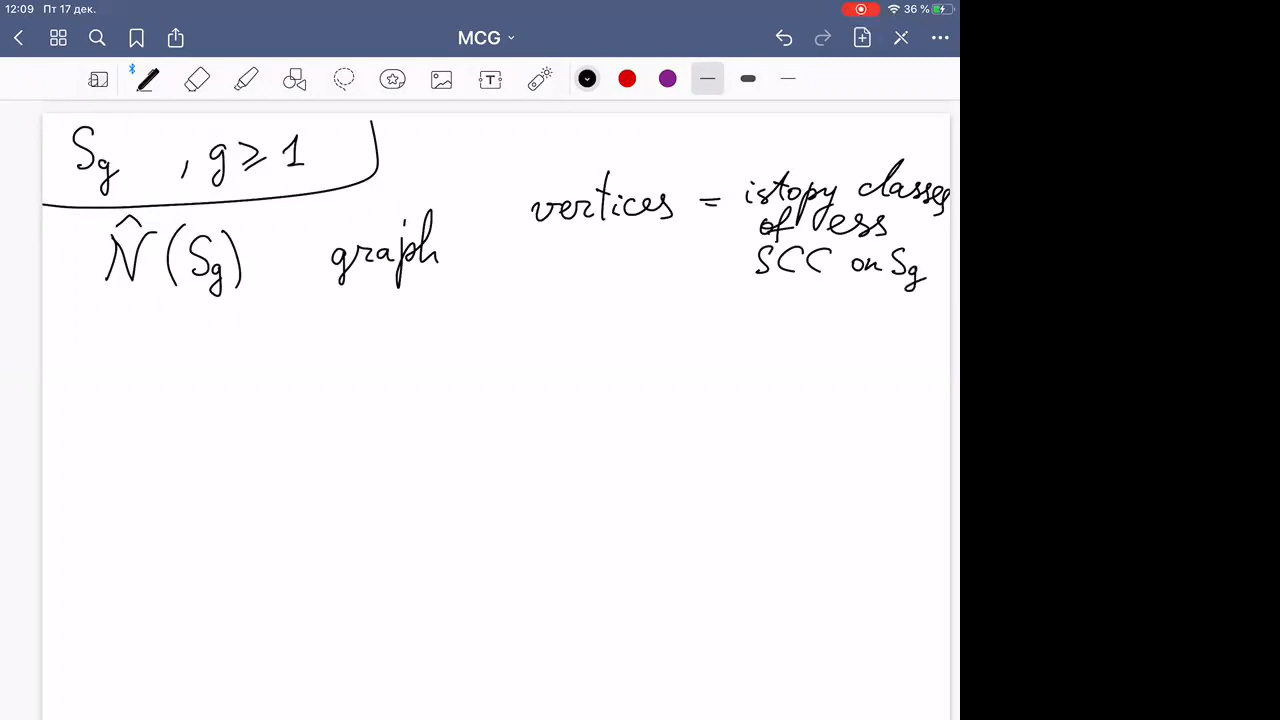 12:09 Пт 17 дек.
36 %
MCG
T
S_g , g ≥ 1
N̂(S_g) graph
vertices = istopy classes
of ess
SCC on S_g